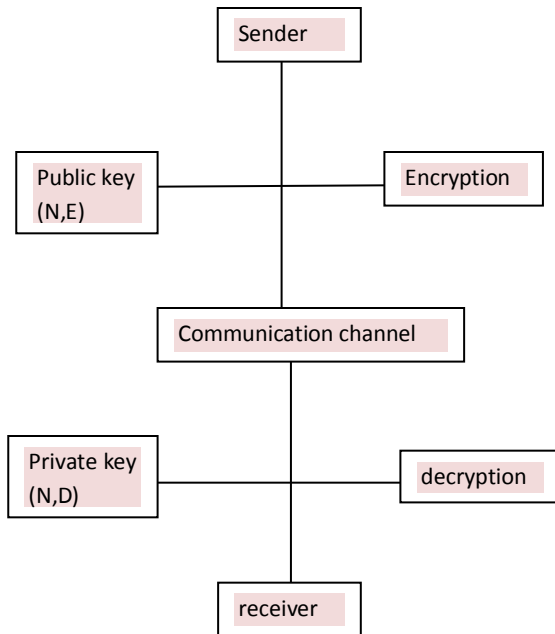 Sender
Public key
(N,E)
Encryption
Communication channel
Private key
(N,D)
decryption
receiver